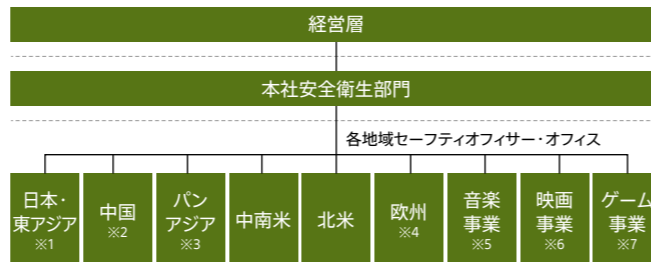 経営層
本社安全衛生部門
各地域セーフティオフィサー・オフィス
日本・
東アジア
※1
中国
※2
パン
アジア
※3
中南米
北米
欧州
※4
音楽
事業
※5
映画
事業
※6
ゲーム
事業
※7